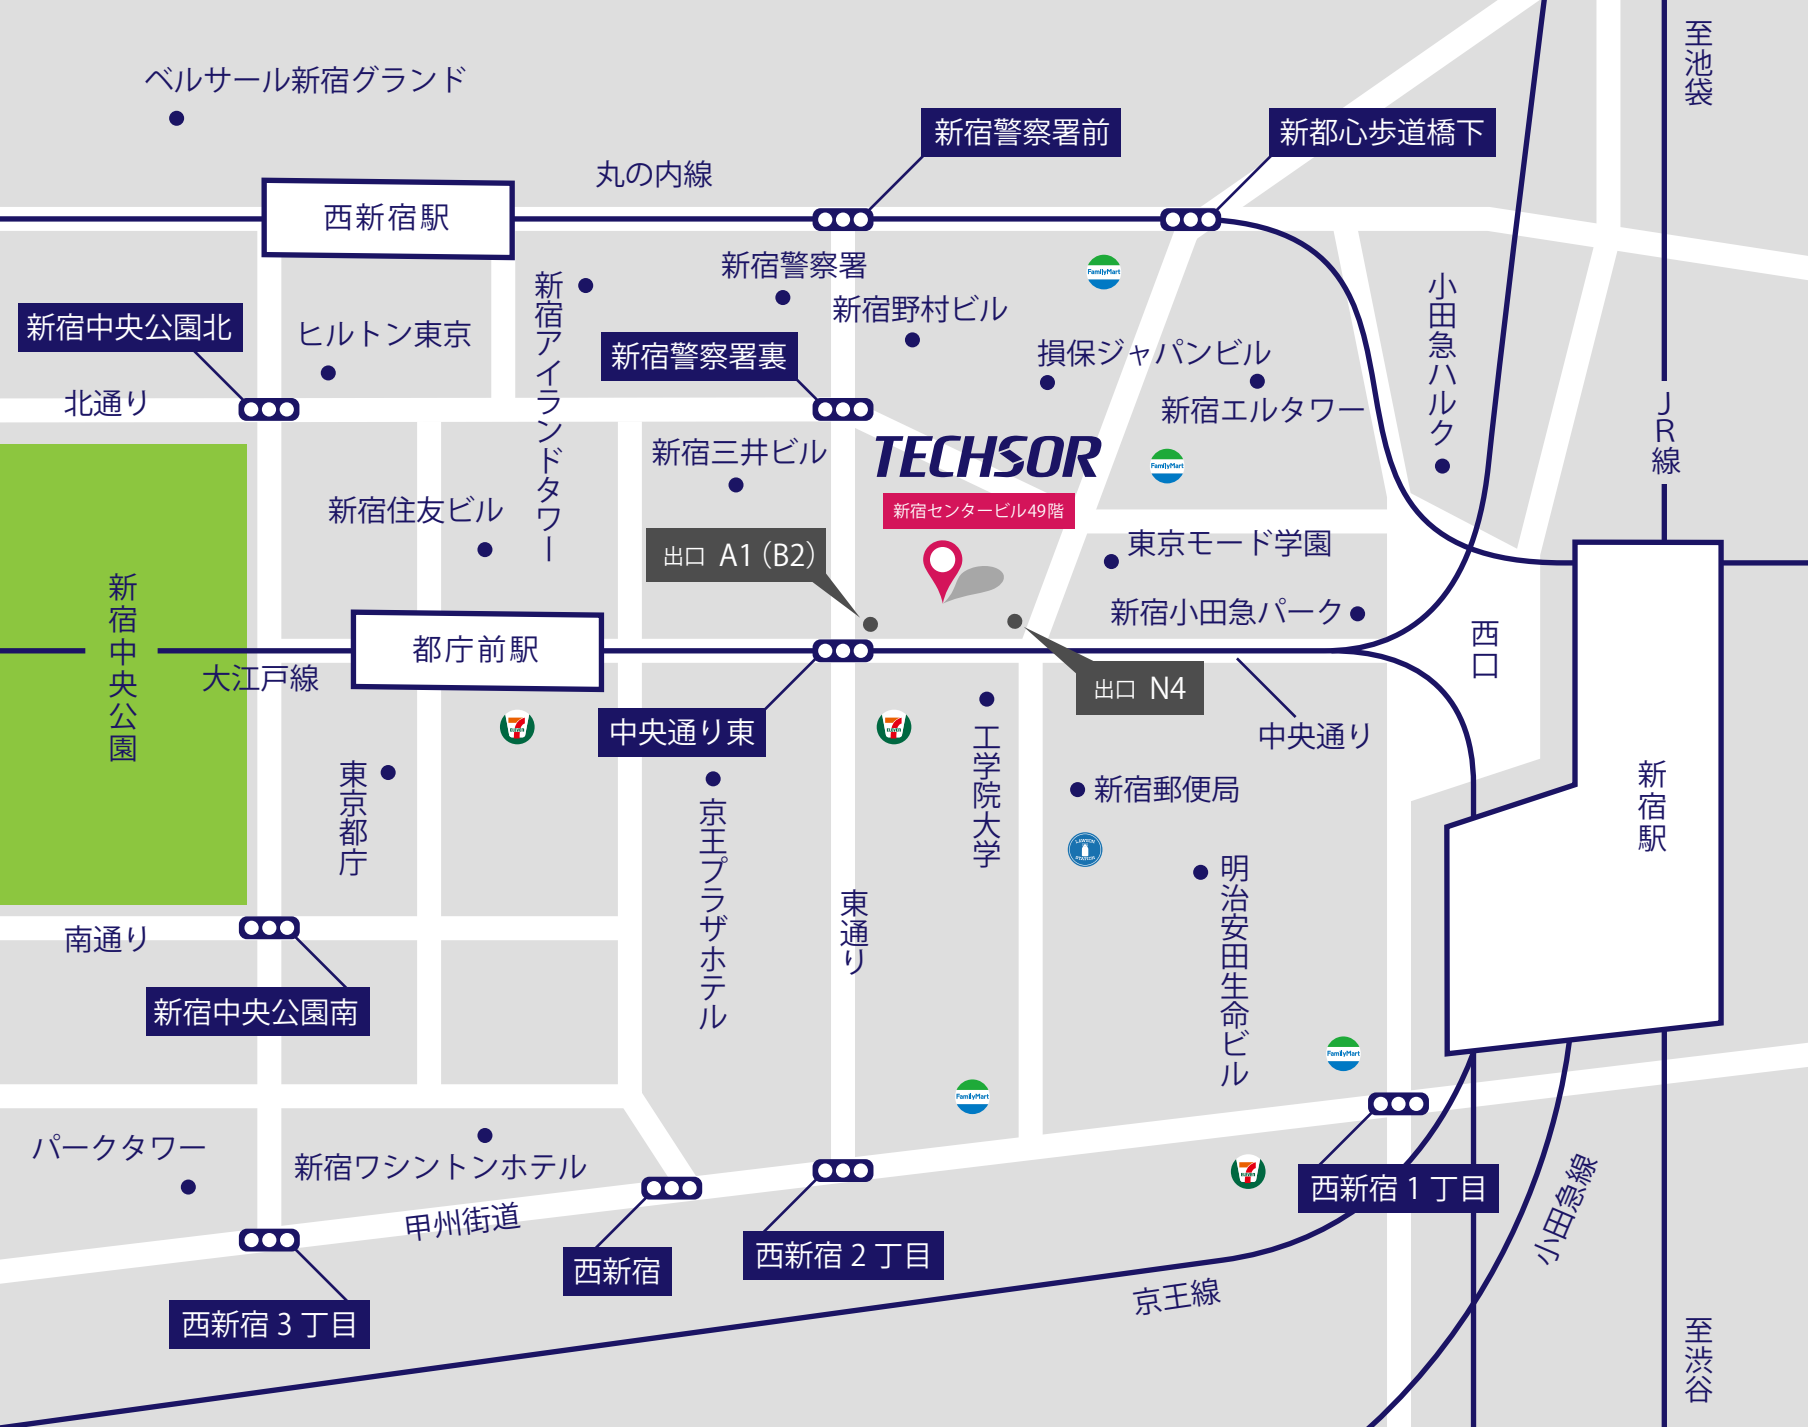 至池袋
ベルサール新宿グランド
新宿警察署前
新都心歩道橋下
丸の内線
西新宿駅
新宿警察署
FamilyMart
新宿アイランドタワー
新宿野村ビル
小田急ハルク
新宿中央公園北
ヒルトン東京
新宿警察署裏
損保ジャパンビル
北通り
新宿エルタワー
JR線
新宿三井ビル
TECHSOR
FamilyMart
新宿住友ビル
新宿センタービル49階
出口 A1(B2)
東京モード学園
新宿中央公園
新宿小田急パーク
西口
都庁前駅
大江戸線
出口 N4
中央通り東
中央通り
工学院大学
東京都庁
新宿郵便局
新宿駅
京王プラザホテル
LAWSON
STATION
明治安田生命ビル
東通り
南通り
新宿中央公園南
FamilyMart
FamilyMart
パークタワー
新宿ワシントンホテル
小田急線
西新宿1丁目
甲州街道
西新宿2丁目
西新宿
京王線
西新宿3丁目
至渋谷